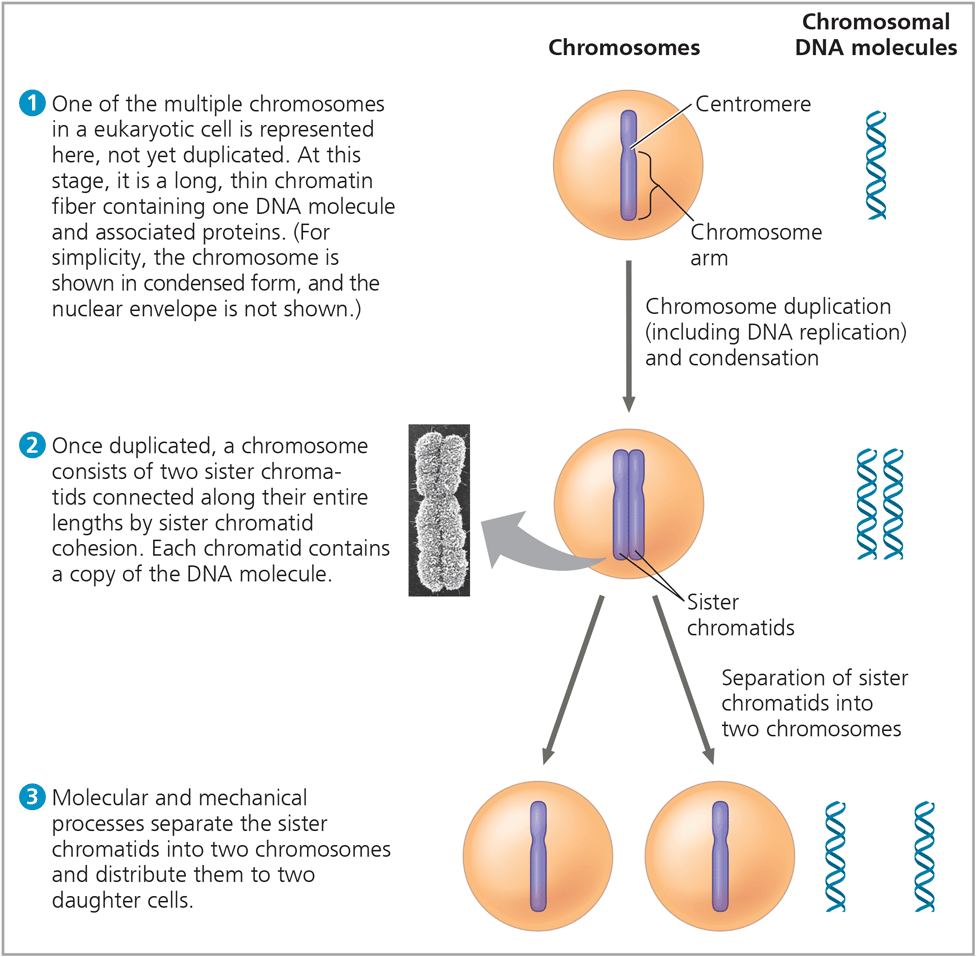 Chromosomes
Chromosomal
DNA molecules
1 One of the multiple chromosomes
in a eukaryotic cell is represented
here, not yet duplicated. At this
stage, it is a long, thin chromatin
fiber containing one DNA molecule
and associated proteins. (For
simplicity, the chromosome is
shown in condensed form, and the
nuclear envelope is not shown.)
Centromere
Chromosome
arm
Chromosome duplication
(including DNA replication)
and condensation
2 Once duplicated, a chromosome
consists of two sister chroma-
tids connected along their entire
lengths by sister chromatid
cohesion. Each chromatid contains
a copy of the DNA molecule.
Sister
chromatids
Separation of sister
chromatids into
two chromosomes
3 Molecular and mechanical
processes separate the sister
chromatids into two chromosomes
and distribute them to two
daughter cells.